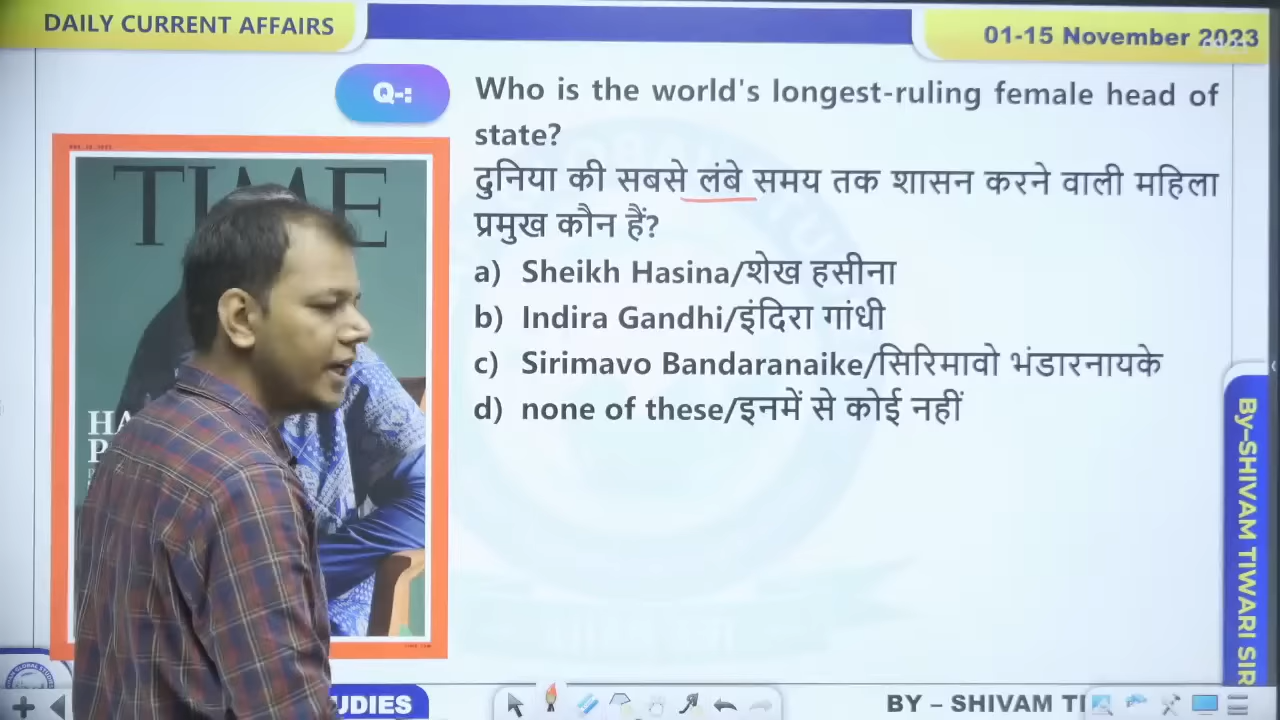 DAILY CURRENT AFFAIRS
01-15 November 2023
Q-:
Who is the world's longest-ruling female head of
state?
दुनिया की सबसे लंबे समय तक शासन करने वाली महिला
प्रमुख कौन हैं?
a) Sheikh Hasina/शेख हसीना
b) Indira Gandhi/इंदिरा गांधी
c) Sirimavo Bandaranaike/सिरिमावो भंडारनायके
d) none of these/इनमें से कोई नहीं
TIME
By-SHIVAM TIWARI SIR
BY – SHIVAM TI